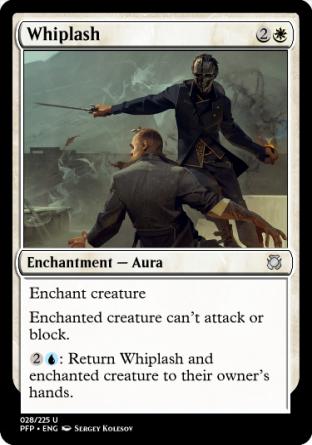 Whiplash 2
Enchantment — Aura
Enchant creature
Enchanted creature can't attack or
block.
2 : Return Whiplash and
enchanted creature to their owner's
hands.
028/225 U
PFP • ENG Sergey Kolesov